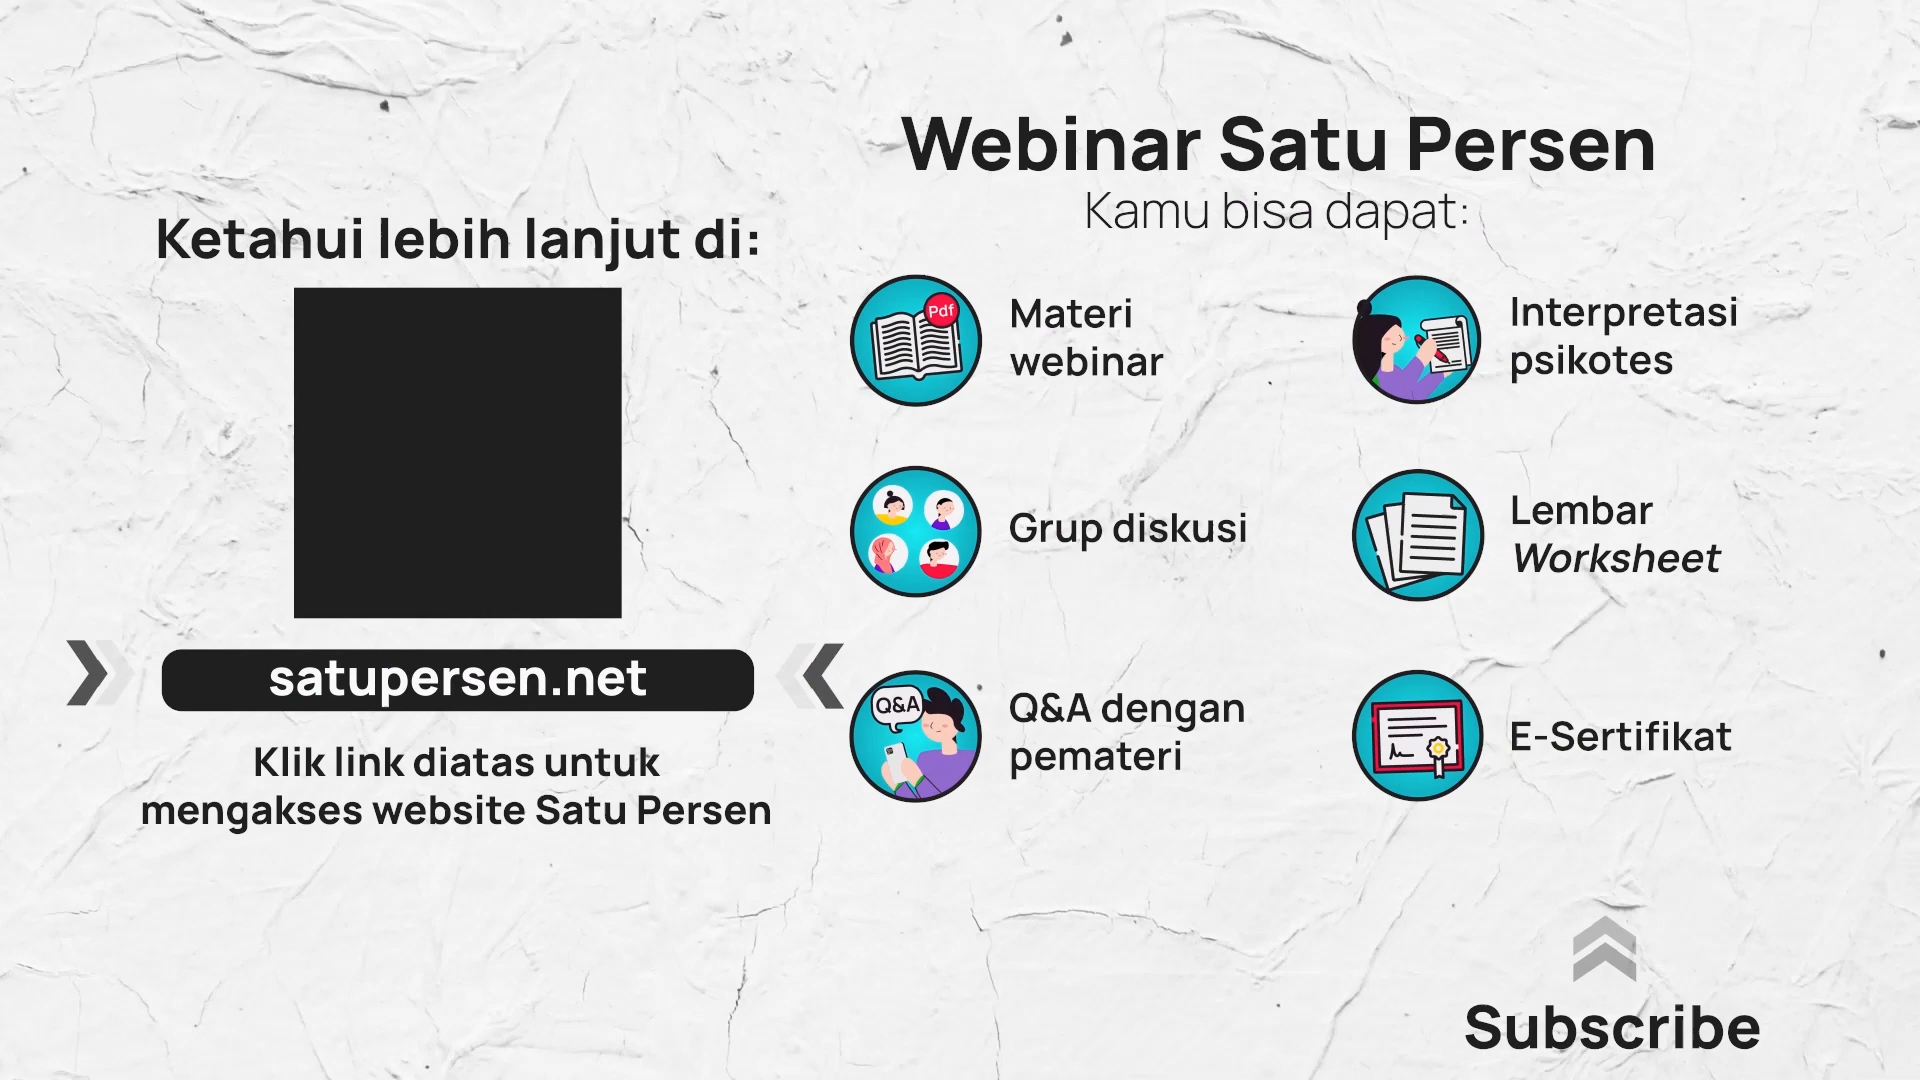 Webinar Satu Persen
Kamu bisa dapat:
Ketahui lebih lanjut di:
satupersen.net
Klik link diatas untuk
mengakses website Satu Persen
Pdf
Materi
webinar
Interpretasi
psikotes
Grup diskusi
Lembar
Worksheet
Q&A
Q&A dengan
pemateri
E-Sertifikat
Subscribe